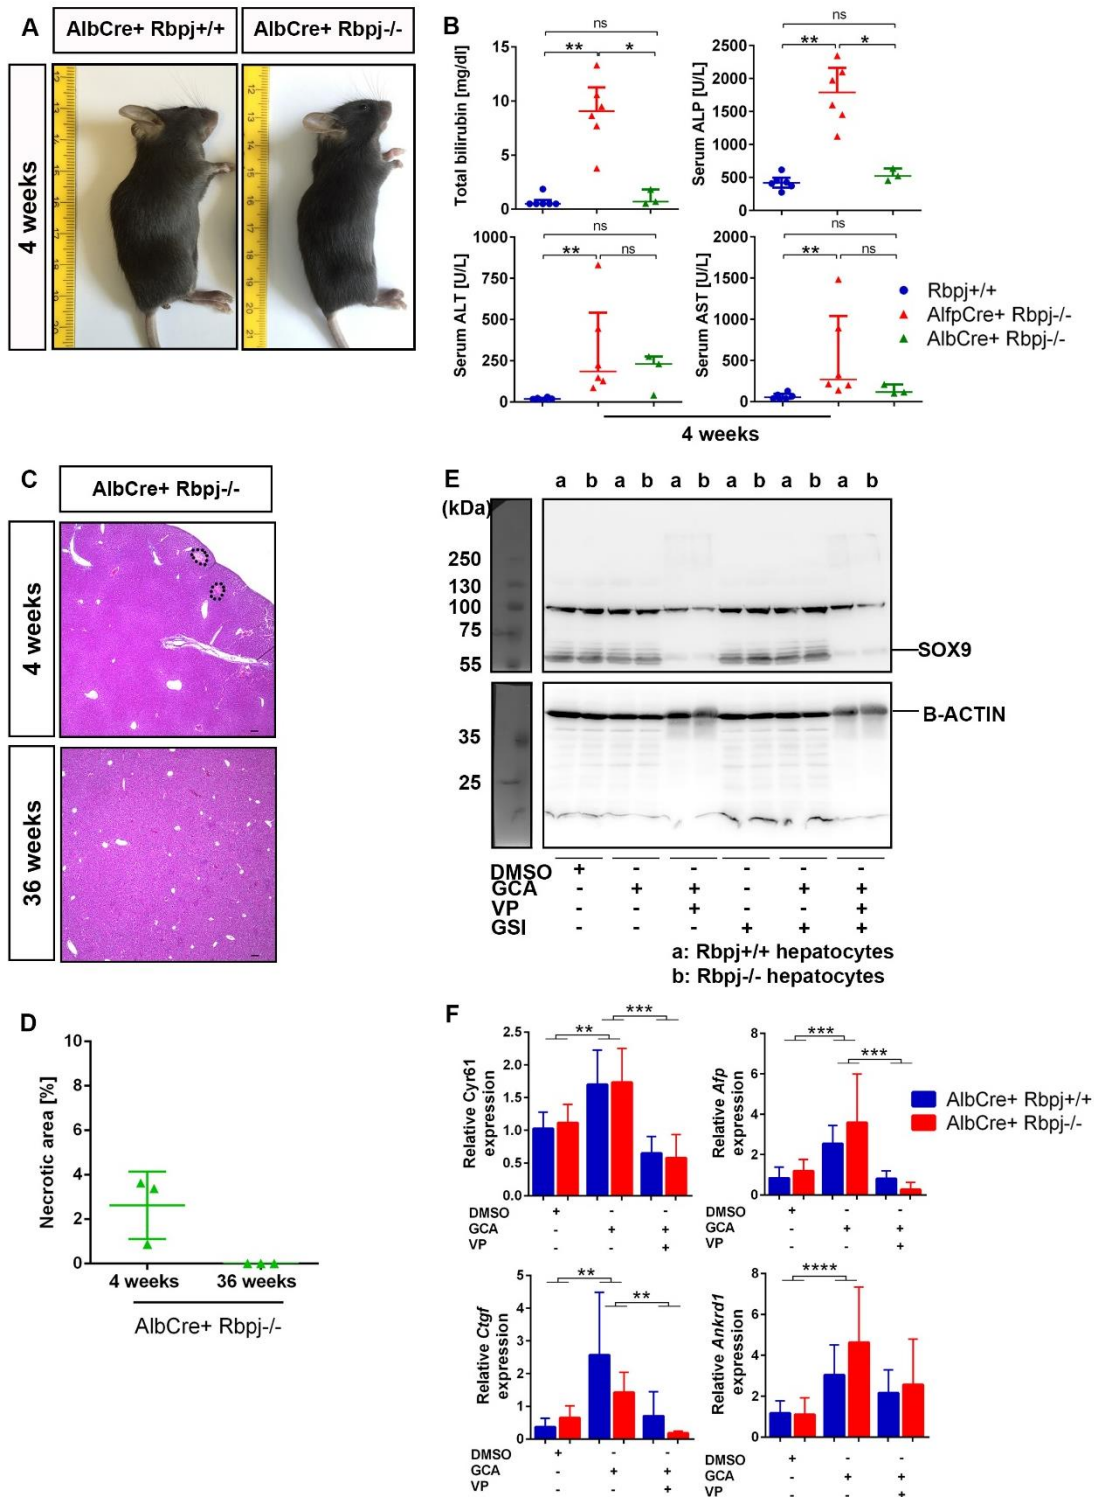 A
AlbCre+ Rbpj+/+
AlbCre+ Rbpj-/-
4 weeks
B
ns
**
*
Total bilirubin [mg/dl]
15
10
5
0
ns
**
*
Serum ALP [U/L]
2500
2000
1500
1000
500
0
ns
**
ns
Serum ALT [U/L]
1000
750
500
250
0
ns
**
ns
Serum AST [U/L]
2000
1500
1000
500
0
Rbpj+/+
AlfpCre+ Rbpj-/-
AlbCre+ Rbpj-/-
4 weeks
C
AlbCre+ Rbpj-/-
4 weeks
36 weeks
D
Necrotic area [%]
10
8
6
4
2
0
4 weeks 36 weeks
AlbCre+ Rbpj-/-
E
a b a b a b a b a b a b
(kDa)
250
130
100
75
55
SOX9
B-ACTIN
35
25
DMSO + - - - - -
GCA - + + - + +
VP - - + - - +
GSI - - - + + +
a: Rbpj+/+ hepatocytes
b: Rbpj-/- hepatocytes
F
**
***
Relative Cyr61
expression
2.5
2.0
1.5
1.0
0.5
0.0
DMSO + - -
GCA - + +
VP - - +
***
***
Relative Afp
expression
8
6
4
2
0
DMSO + - -
GCA - + +
VP - - +
AlbCre+ Rbpj+/+
AlbCre+ Rbpj-/-
**
**
Relative Ctgf
expression
5
4
3
2
1
0
DMSO + - -
GCA - + +
VP - - +
****
Relative Ankrd1
expression
8
6
4
2
0
DMSO + - -
GCA - + +
VP - - +